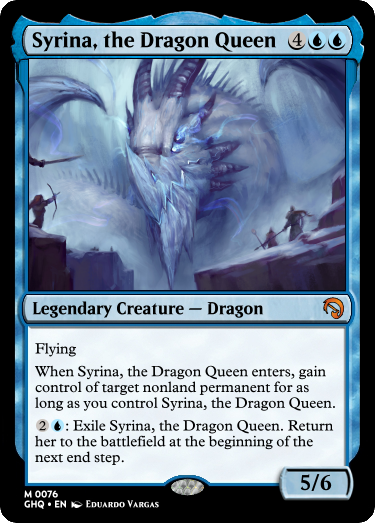 Syrina, the Dragon Queen 4
Legendary Creature — Dragon
Flying
When Syrina, the Dragon Queen enters, gain
control of target nonland permanent for as
long as you control Syrina, the Dragon Queen.
2 : Exile Syrina, the Dragon Queen. Return
her to the battlefield at the beginning of the
next end step.
5/6
M 0076
GHQ • EN Eduardo Vargas